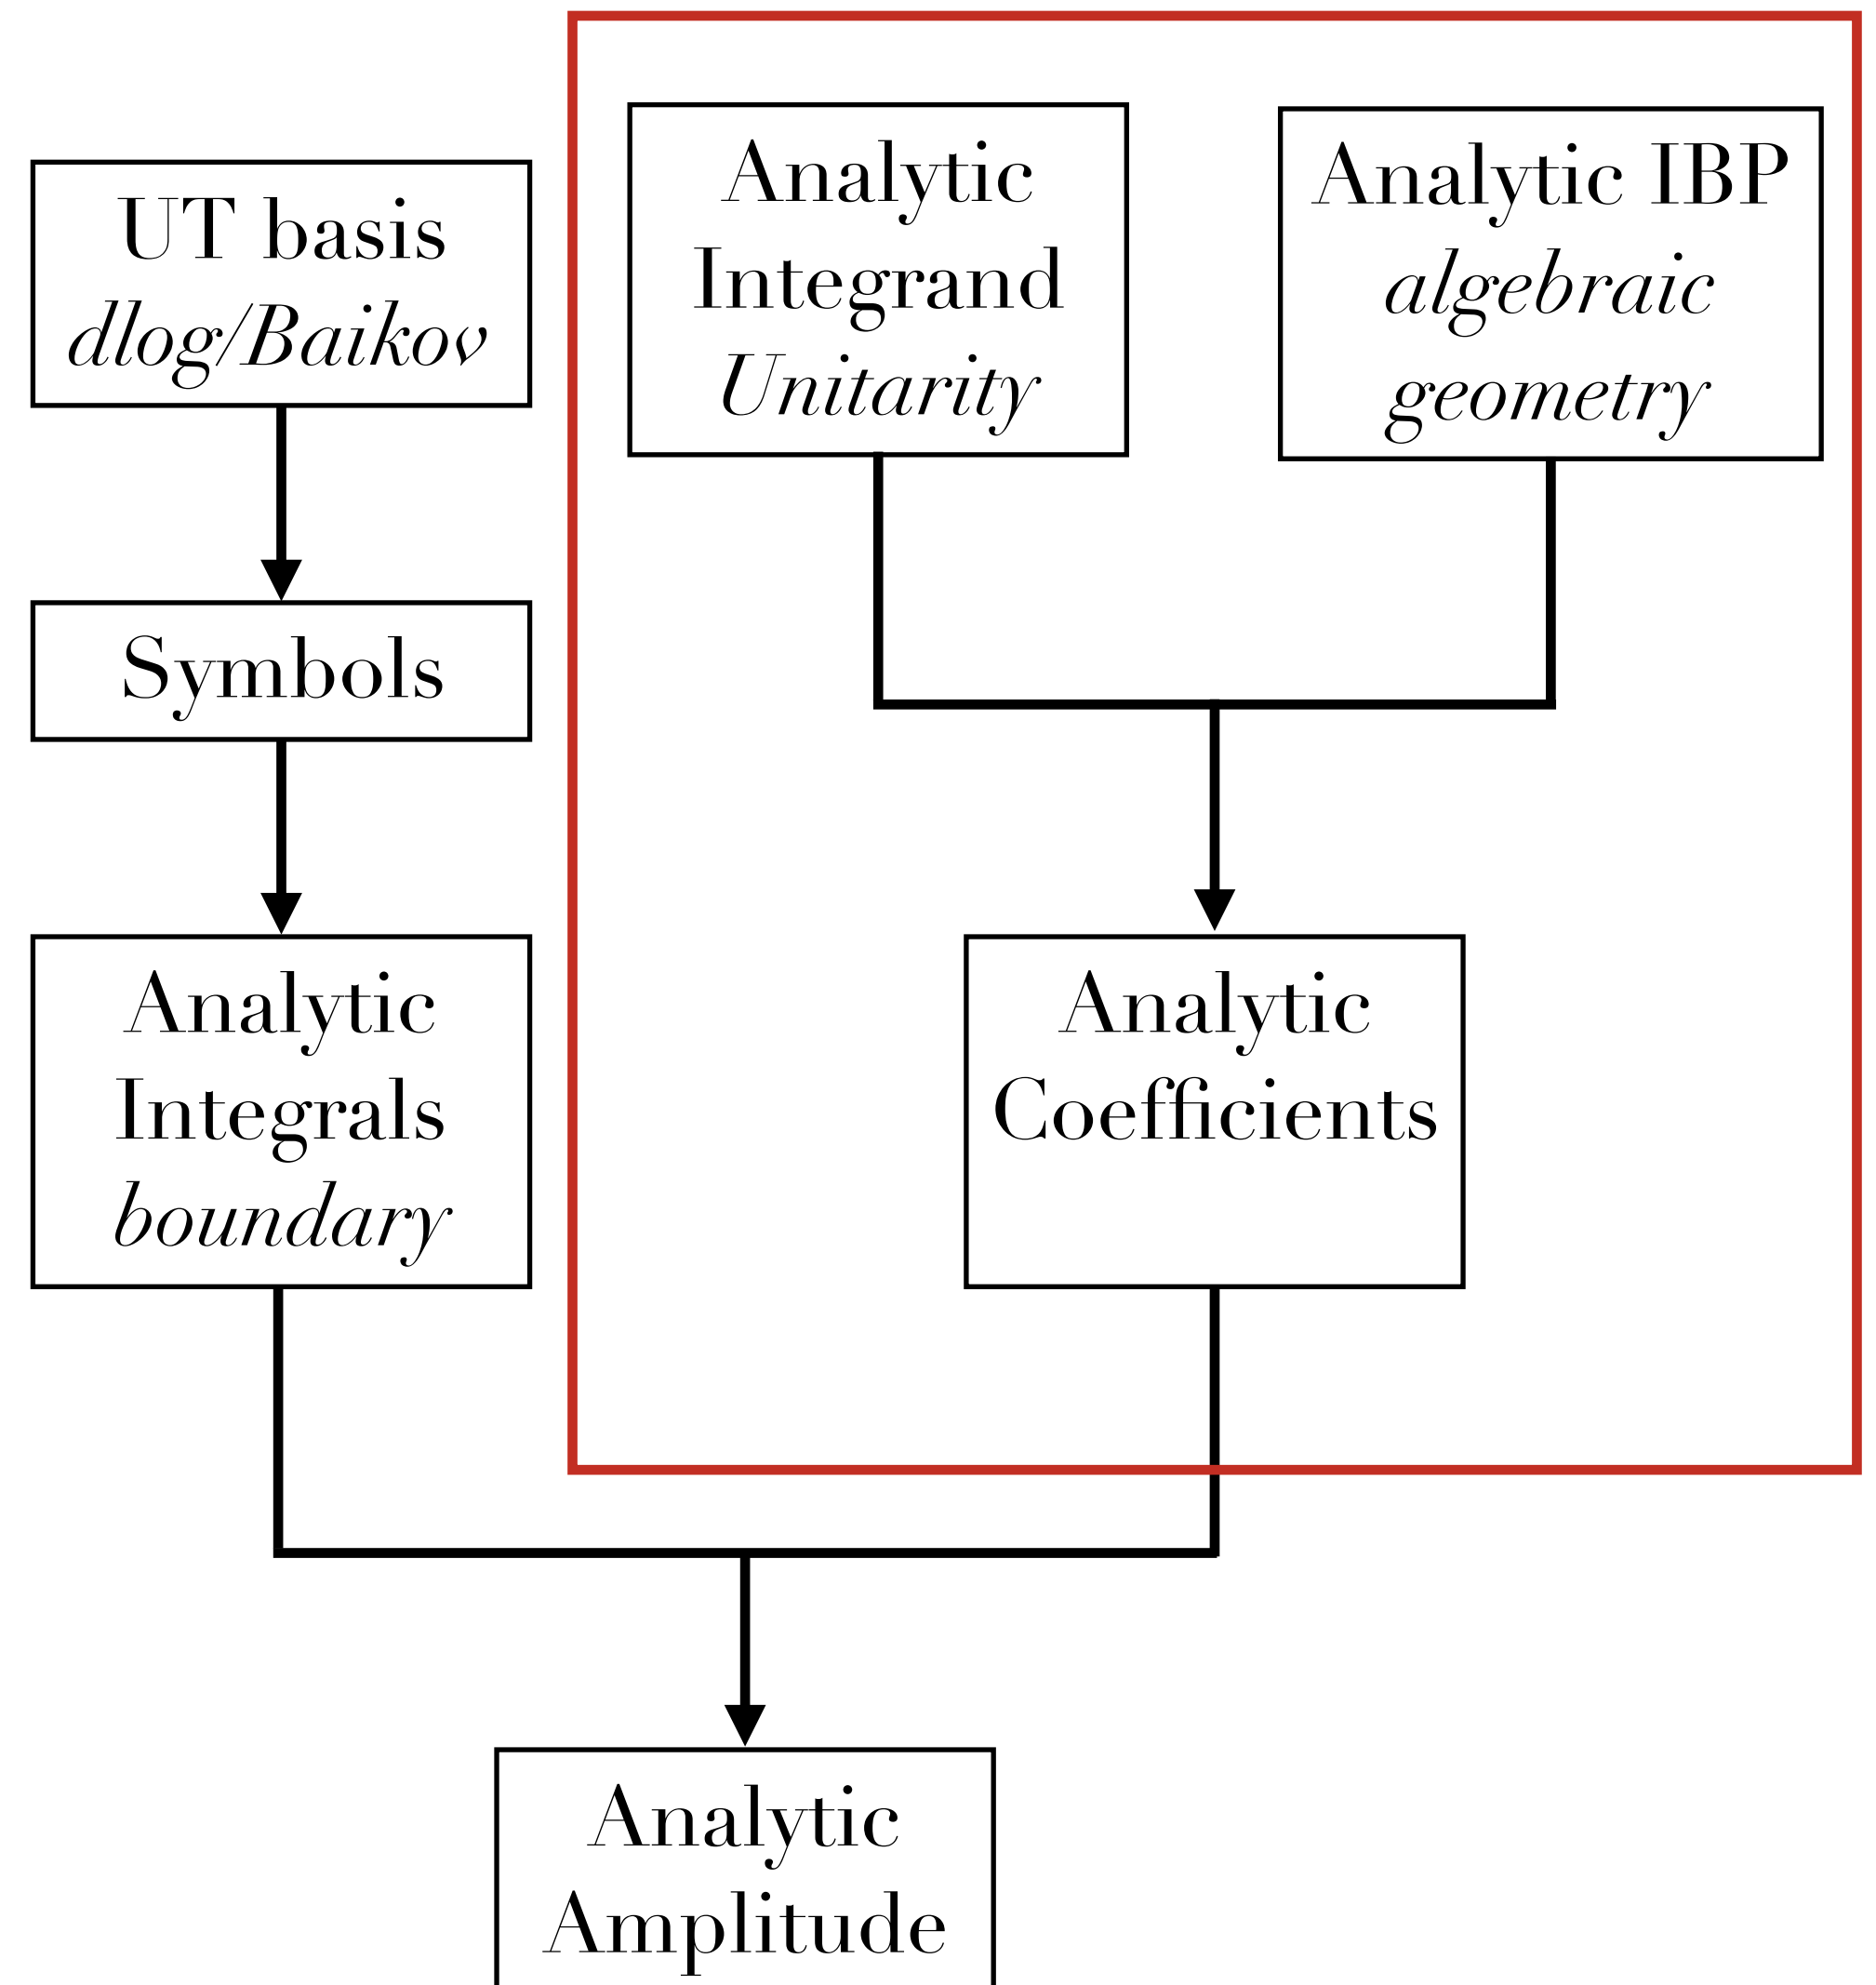 UT basis
dlog/Baikov
Analytic
Integrand
Unitarity
Analytic IBP
algebraic
geometry
Symbols
Analytic
Integrals
boundary
Analytic
Coefficients
Analytic
Amplitude